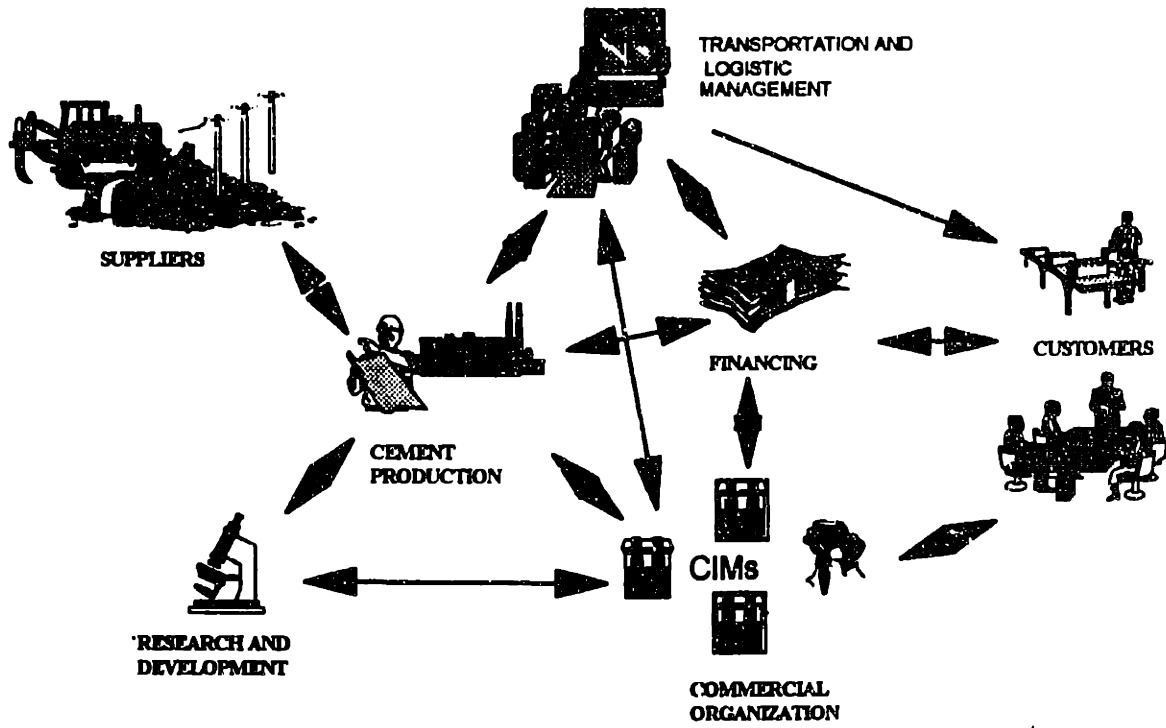 TRANSPORTATION AND
LOGISTIC
MANAGEMENT
SUPPLIERS
FINANCING
CUSTOMERS
CEMENT
PRODUCTION
CIMs
RESEARCH AND
DEVELOPMENT
COMMERCIAL
ORGANIZATION